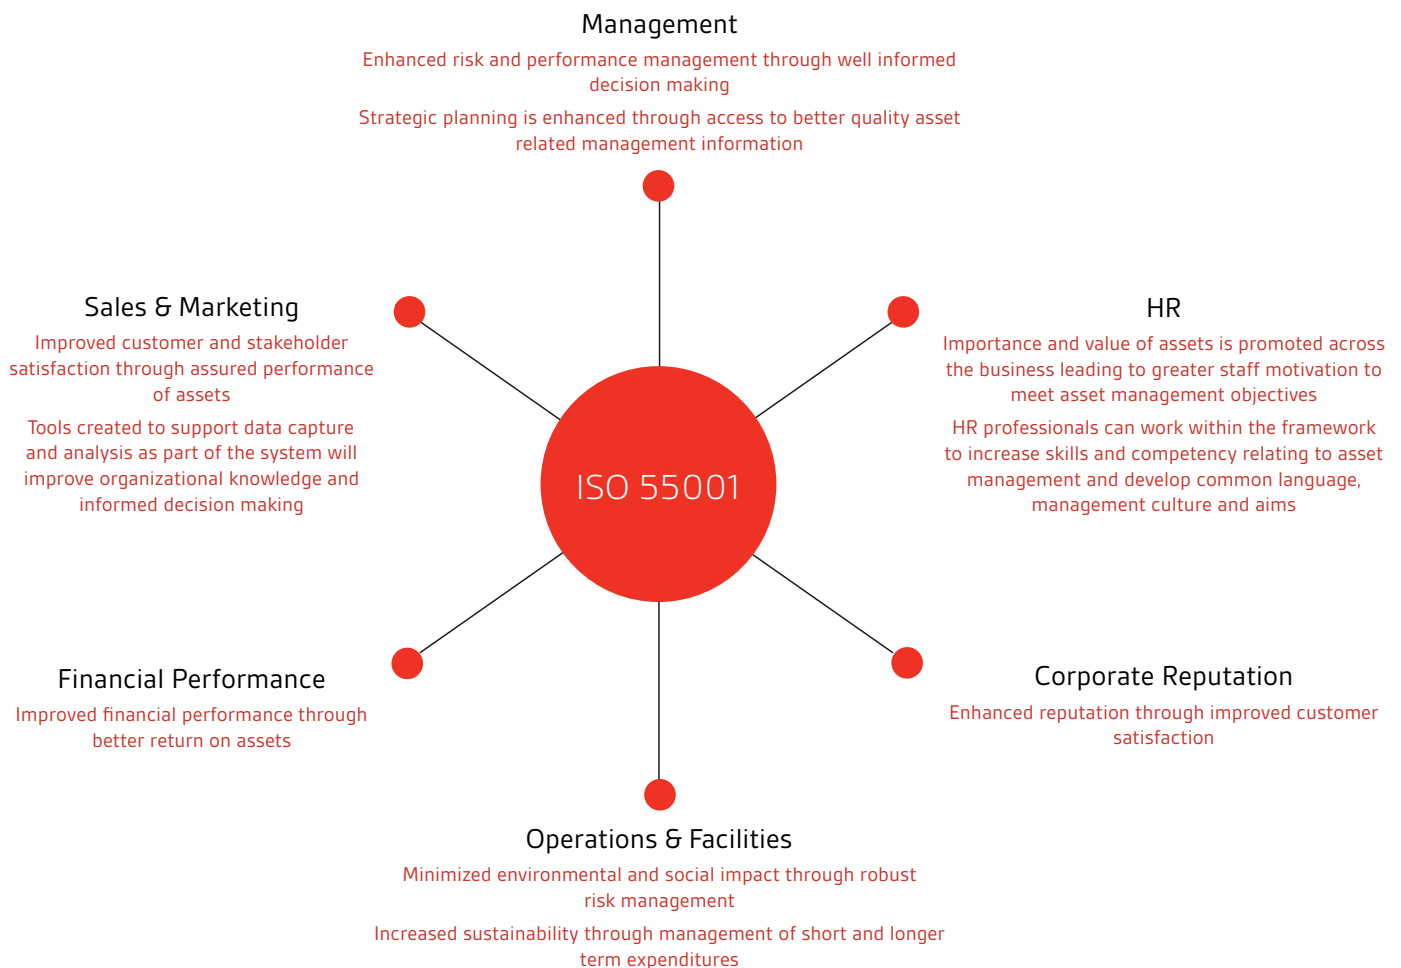 Management
Enhanced risk and performance management through well informed
decision making
Strategic planning is enhanced through access to better quality asset
related management information
Sales & Marketing
Improved customer and stakeholder
satisfaction through assured performance
of assets
Tools created to support data capture
and analysis as part of the system will
improve organizational knowledge and
informed decision making
HR
Importance and value of assets is promoted across
the business leading to greater staff motivation to
meet asset management objectives
HR professionals can work within the framework
to increase skills and competency relating to asset
management and develop common language,
management culture and aims
ISO 55001
Financial Performance
Improved financial performance through
better return on assets
Corporate Reputation
Enhanced reputation through improved customer
satisfaction
Operations & Facilities
Minimized environmental and social impact through robust
risk management
Increased sustainability through management of short and longer
term expenditures